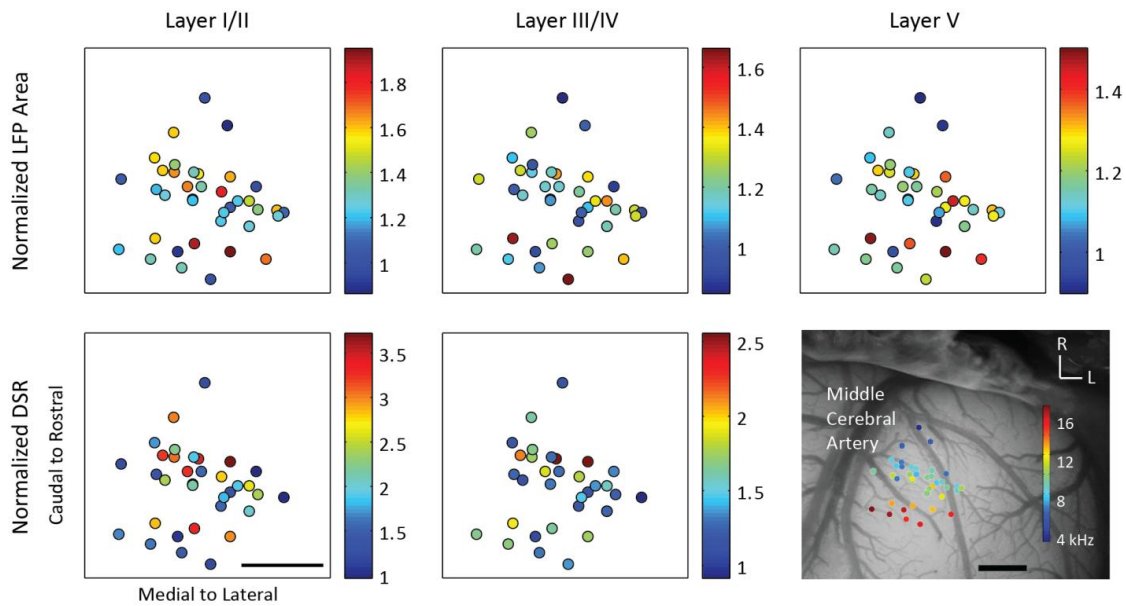 Layer I/II
Layer III/IV
Layer V
Normalized LFP Area
1.8
1.6
1.4
1.2
1
1.6
1.4
1.2
1
1.4
1.2
1
Normalized DSR
Caudal to Rostral
3.5
3
2.5
2
1.5
1
2.5
2
1.5
1
R
L
Middle
Cerebral
Artery
16
12
8
4 kHz
Medial to Lateral